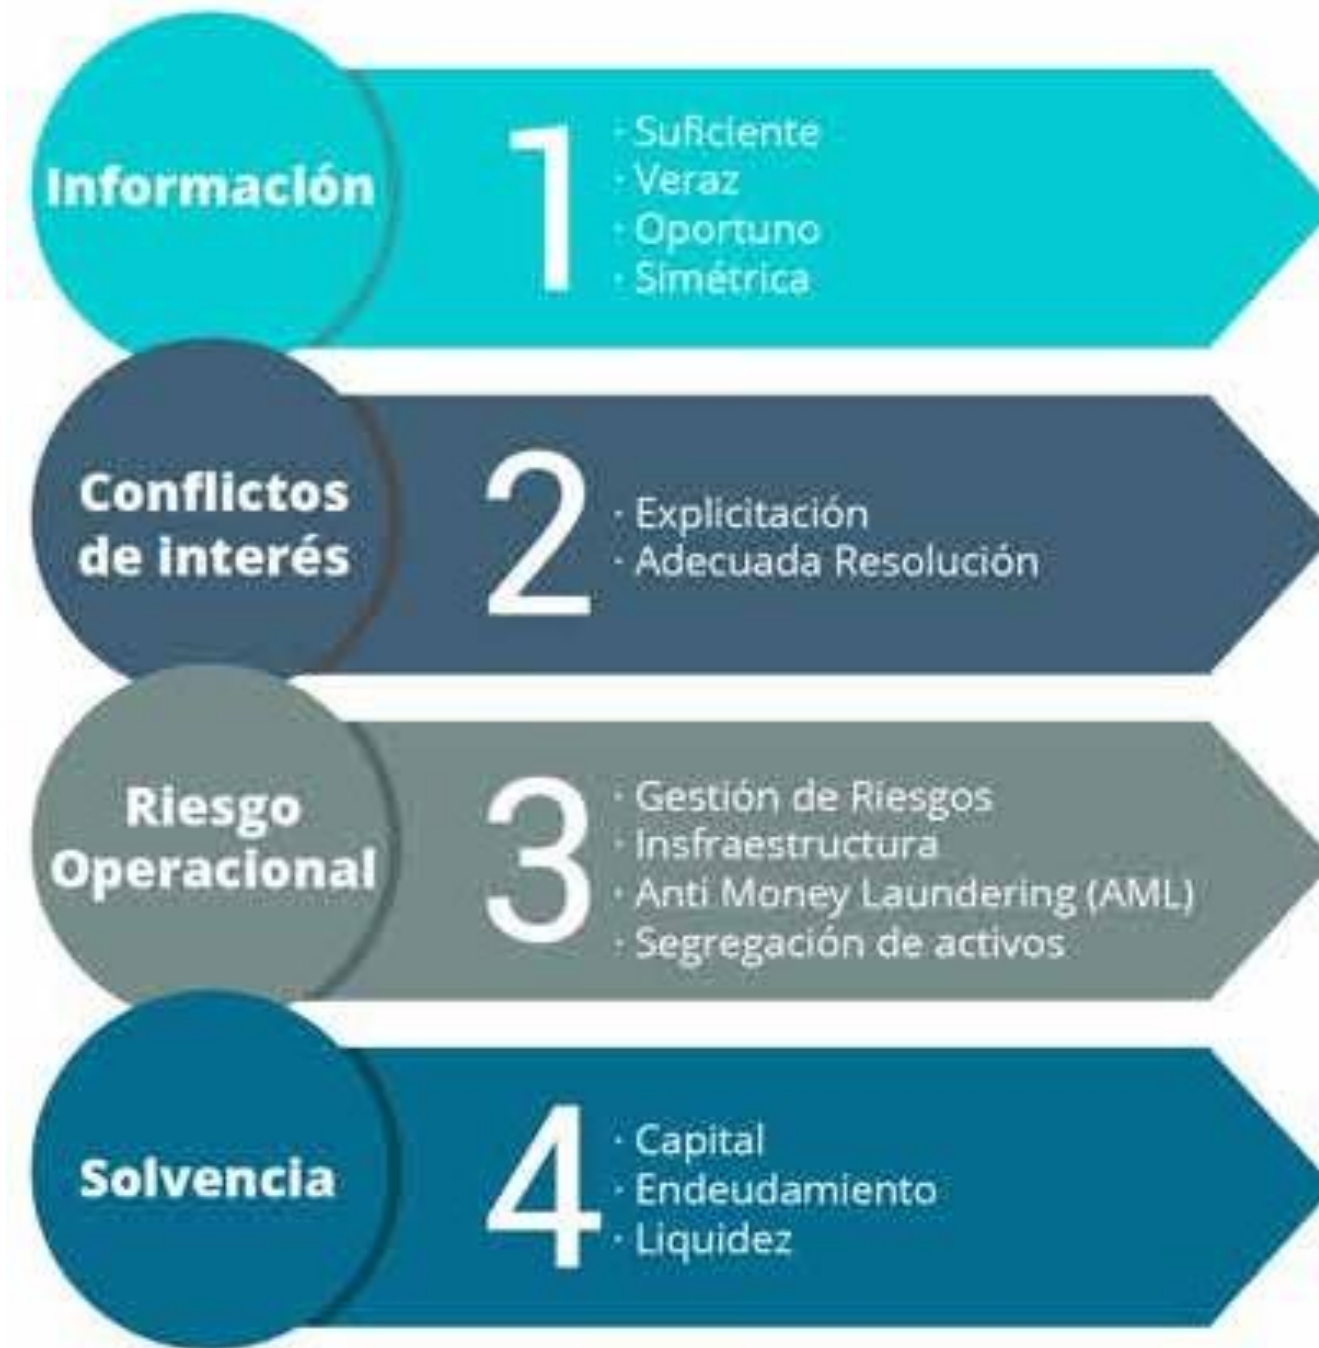 Información
1
· Suficiente
· Veraz
· Oportuno
· Simétrica
Conflictos
de interés
2
· Explicitación
· Adecuada Resolución
Riesgo
Operacional
3
· Gestión de Riesgos
· Insfraestructura
· Anti Money Laundering (AML)
· Segregación de activos
Solvencia
4
· Capital
· Endeudamiento
· Liquidez